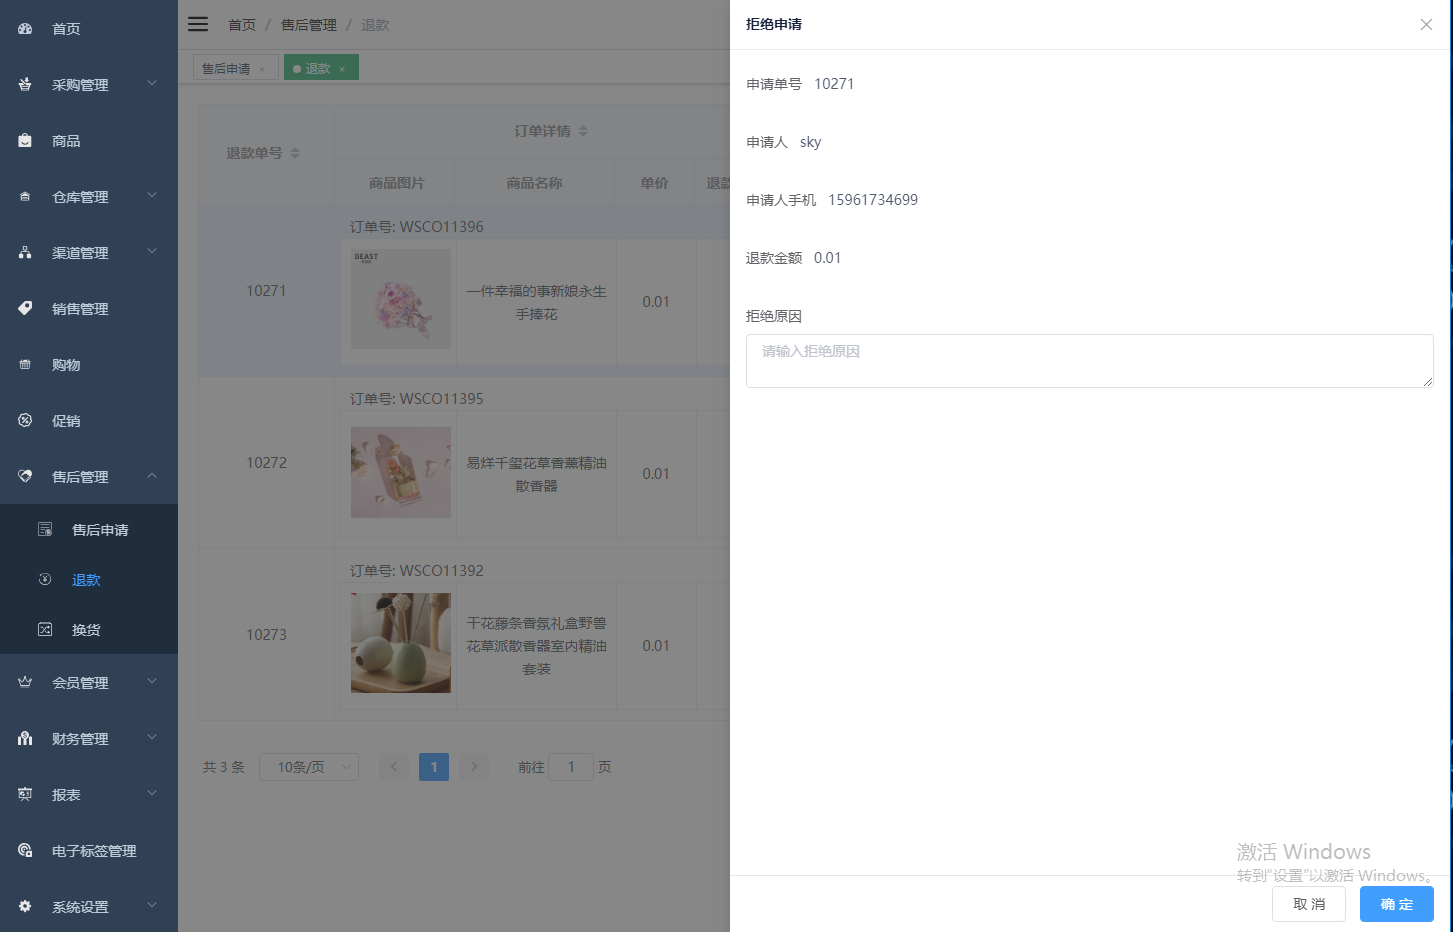 首页
采购管理
商品
仓库管理
渠道管理
销售管理
购物
促销
售后管理
售后申请
退款
换货
会员管理
财务管理
报表
电子标签管理
系统设置
首页 / 售后管理 / 退款
售后申请 ×
退款 ×
退款单号
订单详情
商品图片 商品名称 单价 退款
10271
订单号: WSCO11396
BEAST
一件幸福的事新娘永生
手捧花
0.01
10272
订单号: WSCO11395
易烊千玺花草香薰精油
散香器
0.01
10273
订单号: WSCO11392
干花藤条香氛礼盒野兽
花草派散香器室内精油
套装
0.01
共 3 条 10条/页 1 前往 1 页
拒绝申请
申请单号 10271
申请人 sky
申请人手机 15961734699
退款金额 0.01
拒绝原因
请输入拒绝原因
激活 Windows
转到"设置"以激活 Windows。
取 消 确 定